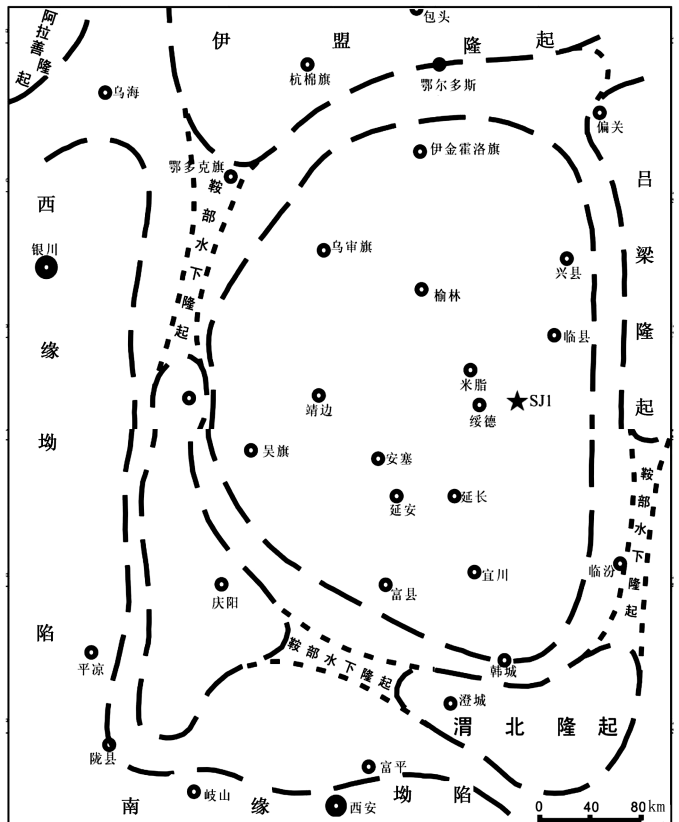 包头
伊盟隆起
阿拉善隆起
杭棉旗
鄂尔多斯
乌海
偏关
伊金霍洛旗
鄂多克旗
鞍部水下隆起
西缘坳陷
吕梁隆起
银川
乌审旗
兴县
榆林
临县
米脂
SJ1
靖边
绥德
吴旗
安塞
鞍部水下隆起
延安
延长
临汾
宜川
庆阳
富县
鞍部水下隆起
平凉
韩城
澄城
渭北隆起
陇县
富平
岐山
南缘坳陷
西安
0 40 80 km